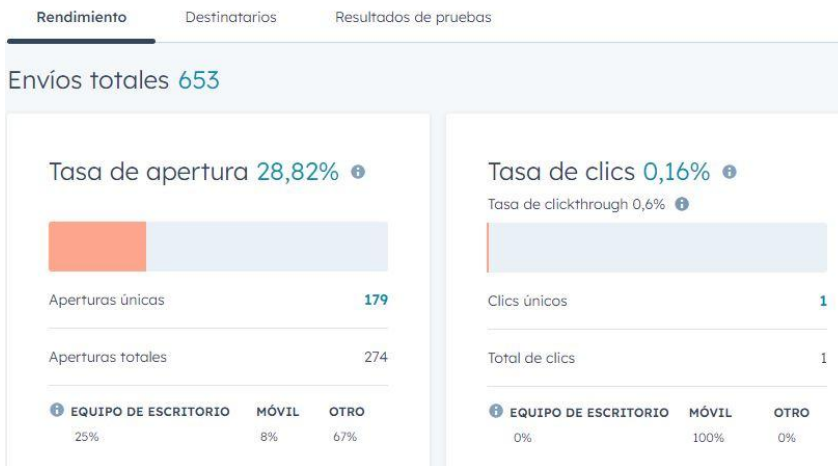 Rendimiento Destinatarios Resultados de pruebas
Envíos totales 653
Tasa de apertura 28,82%
Aperturas únicas 179
Aperturas totales 274
EQUIPO DE ESCRITORIO MÓVIL OTRO
25% 8% 67%
Tasa de clics 0,16%
Tasa de clickthrough 0,6%
Clics únicos 1
Total de clics 1
EQUIPO DE ESCRITORIO MÓVIL OTRO
0% 100% 0%